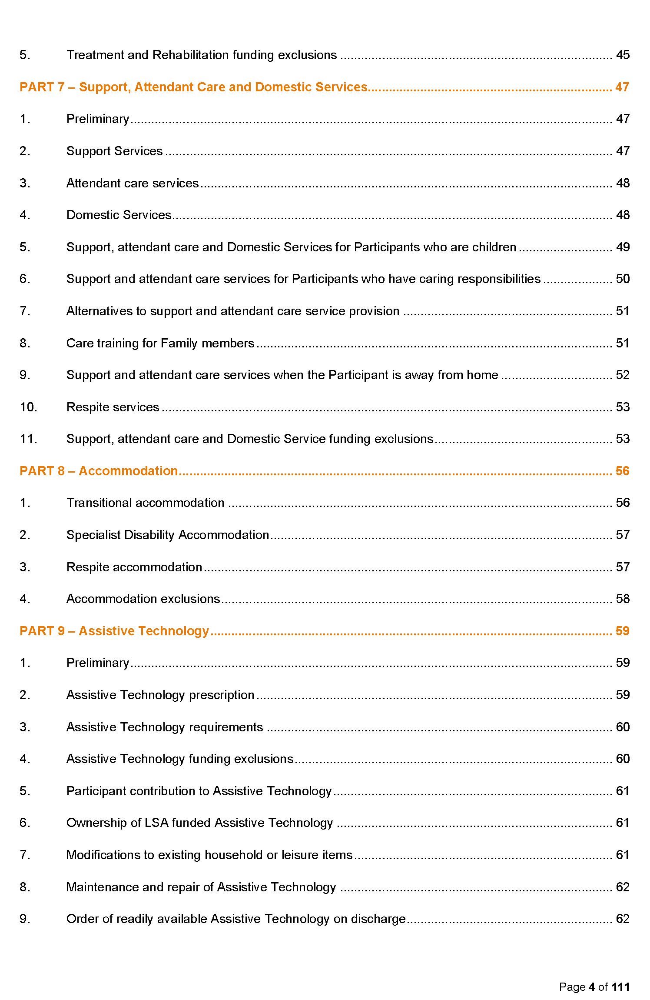 5. Treatment and Rehabilitation funding exclusions ........ 45
PART 7 – Support, Attendant Care and Domestic Services........ 47
1. Preliminary........ 47
2. Support Services ........ 47
3. Attendant care services........ 48
4. Domestic Services........ 48
5. Support, attendant care and Domestic Services for Participants who are children ........ 49
6. Support and attendant care services for Participants who have caring responsibilities ........ 50
7. Alternatives to support and attendant care service provision ........ 51
8. Care training for Family members ........ 51
9. Support and attendant care services when the Participant is away from home ........ 52
10. Respite services ........ 53
11. Support, attendant care and Domestic Service funding exclusions........ 53
PART 8 – Accommodation........ 56
1. Transitional accommodation ........ 56
2. Specialist Disability Accommodation........ 57
3. Respite accommodation ........ 57
4. Accommodation exclusions........ 58
PART 9 – Assistive Technology........ 59
1. Preliminary........ 59
2. Assistive Technology prescription ........ 59
3. Assistive Technology requirements ........ 60
4. Assistive Technology funding exclusions........ 60
5. Participant contribution to Assistive Technology........ 61
6. Ownership of LSA funded Assistive Technology ........ 61
7. Modifications to existing household or leisure items........ 61
8. Maintenance and repair of Assistive Technology ........ 62
9. Order of readily available Assistive Technology on discharge........ 62
Page 4 of 111